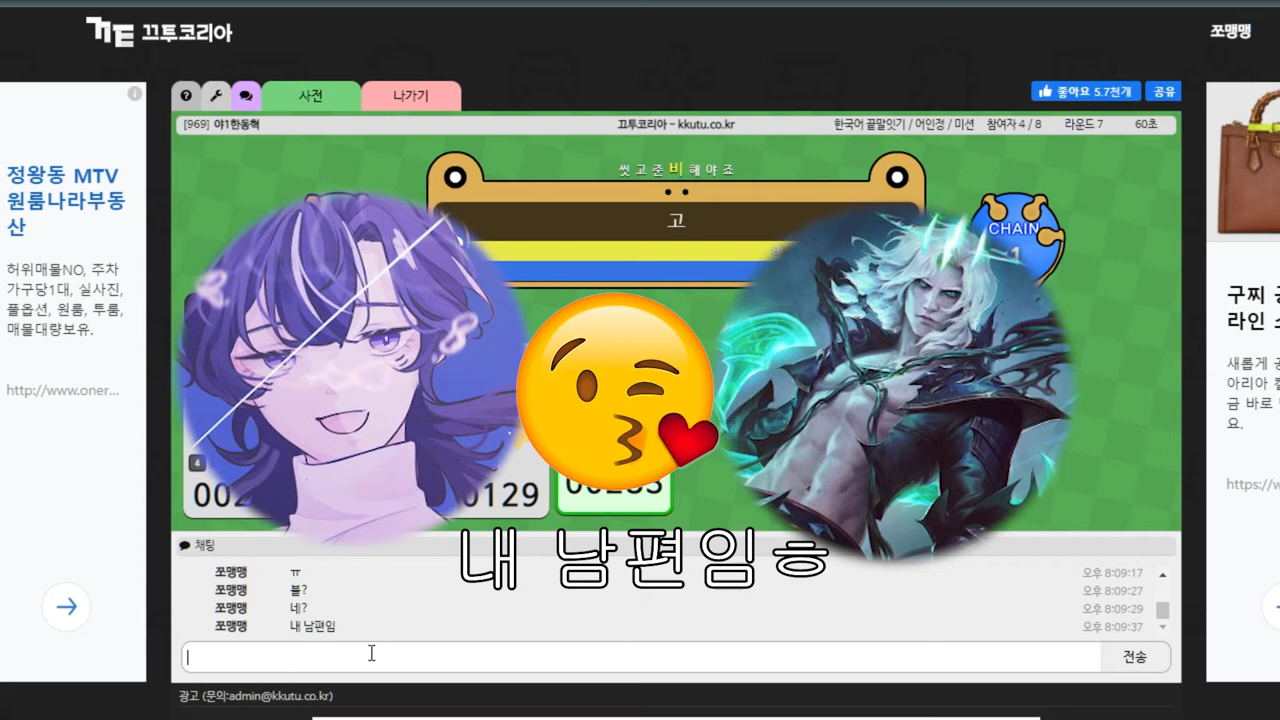 끄투코리아
쪼맹맹
사전
나가기
좋아요 5.7천개
공유
[969] 야1한동혁
끄투코리아 - kkutu.co.kr
한국어 끝말잇기 / 어인정 / 미션
참여자 4 / 8
라운드 7
60초
씻고준비해야죠
고
CHAIN
정왕동 MTV
원룸나라부동
산
허위매물NO, 주차
가구당1대, 실사진,
풀옵션, 원룸, 투룸,
매물대량보유.
http://www.oner...
구찌
라인
새롭게
아리아
금 바로
요.
https://w
4
내 남편임ㅎ
채팅
쪼맹맹 ㅠ 오후 8:09:17
쪼맹맹 볼? 오후 8:09:27
쪼맹맹 네? 오후 8:09:29
쪼맹맹 내 남편임 오후 8:09:37
전송
광고 (문의:admin@kkutu.co.kr)